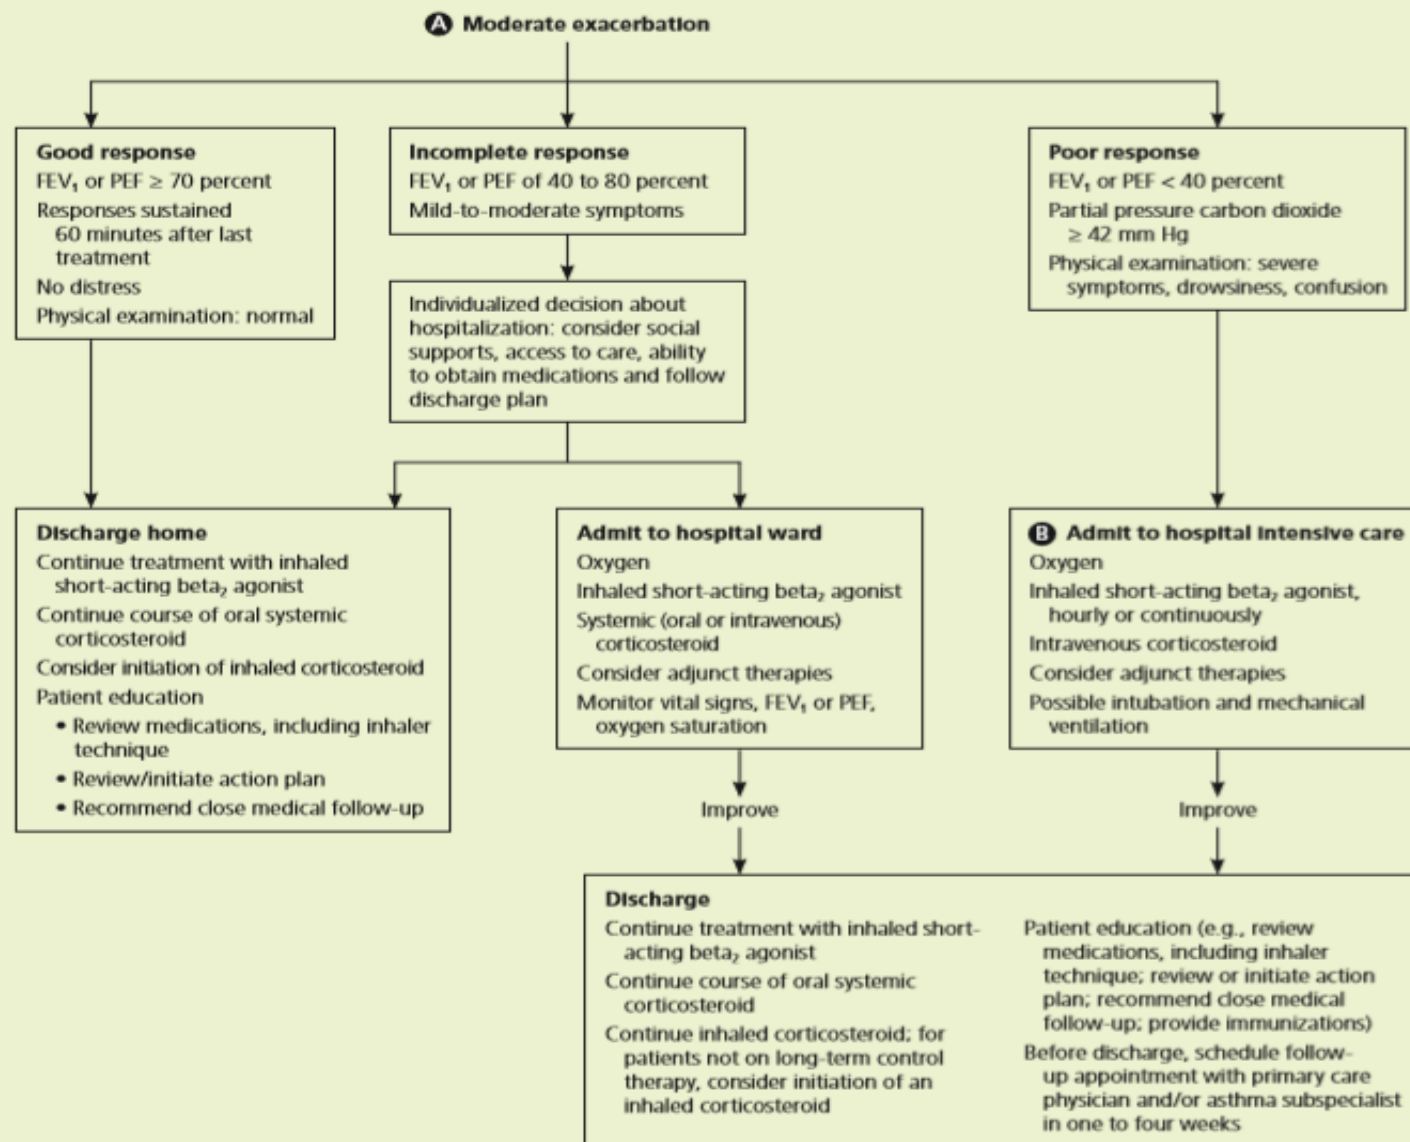 A Moderate exacerbation
Good response
FEV₁ or PEF ≥ 70 percent
Responses sustained
60 minutes after last
treatment
No distress
Physical examination: normal
Incomplete response
FEV₁ or PEF of 40 to 80 percent
Mild-to-moderate symptoms
Poor response
FEV₁ or PEF < 40 percent
Partial pressure carbon dioxide
≥ 42 mm Hg
Physical examination: severe
symptoms, drowsiness, confusion
Individualized decision about
hospitalization: consider social
supports, access to care, ability
to obtain medications and follow
discharge plan
Discharge home
Continue treatment with inhaled
short-acting beta₂ agonist
Continue course of oral systemic
corticosteroid
Consider initiation of inhaled corticosteroid
Patient education
• Review medications, including inhaler
technique
• Review/initiate action plan
• Recommend close medical follow-up
Admit to hospital ward
Oxygen
Inhaled short-acting beta₂ agonist
Systemic (oral or intravenous)
corticosteroid
Consider adjunct therapies
Monitor vital signs, FEV₁ or PEF,
oxygen saturation
B Admit to hospital intensive care
Oxygen
Inhaled short-acting beta₂ agonist,
hourly or continuously
Intravenous corticosteroid
Consider adjunct therapies
Possible intubation and mechanical
ventilation
Improve
Improve
Discharge
Continue treatment with inhaled short-
acting beta₂ agonist
Continue course of oral systemic
corticosteroid
Continue inhaled corticosteroid; for
patients not on long-term control
therapy, consider initiation of an
inhaled corticosteroid
Patient education (e.g., review
medications, including inhaler
technique; review or initiate action
plan; recommend close medical
follow-up; provide immunizations)
Before discharge, schedule follow-
up appointment with primary care
physician and/or asthma subspecialist
in one to four weeks